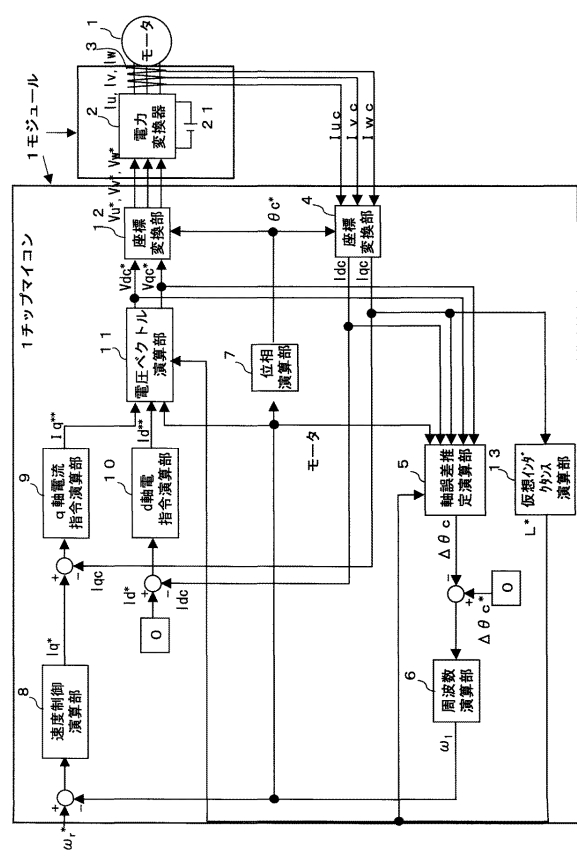 1モジュール
1チップマイコン
1
モータ
3
Iu, Iv, Iw
2
電力
変換器
21
Vu*, Vv*, Vw*
12
座標
変換部
Vdc*
Vqc*
11
電圧ベクトル
演算部
Iuc
Ivc
Iwc
4
座標
変換部
θc*
Idc
Iqc
7
位相
演算部
9
q軸電流
指令演算部
Iq**
10
d軸電
指令演算部
Id**
Iq*
+
-
Iqc
Id*
+
-
Idc
0
8
速度制御
演算部
ωr*
+
-
モータ
5
軸誤差推
定演算部
13
仮想インダ
クタンス
演算部
L*
Δθc
-
+
0
Δθc*
6
周波数
演算部
ω1